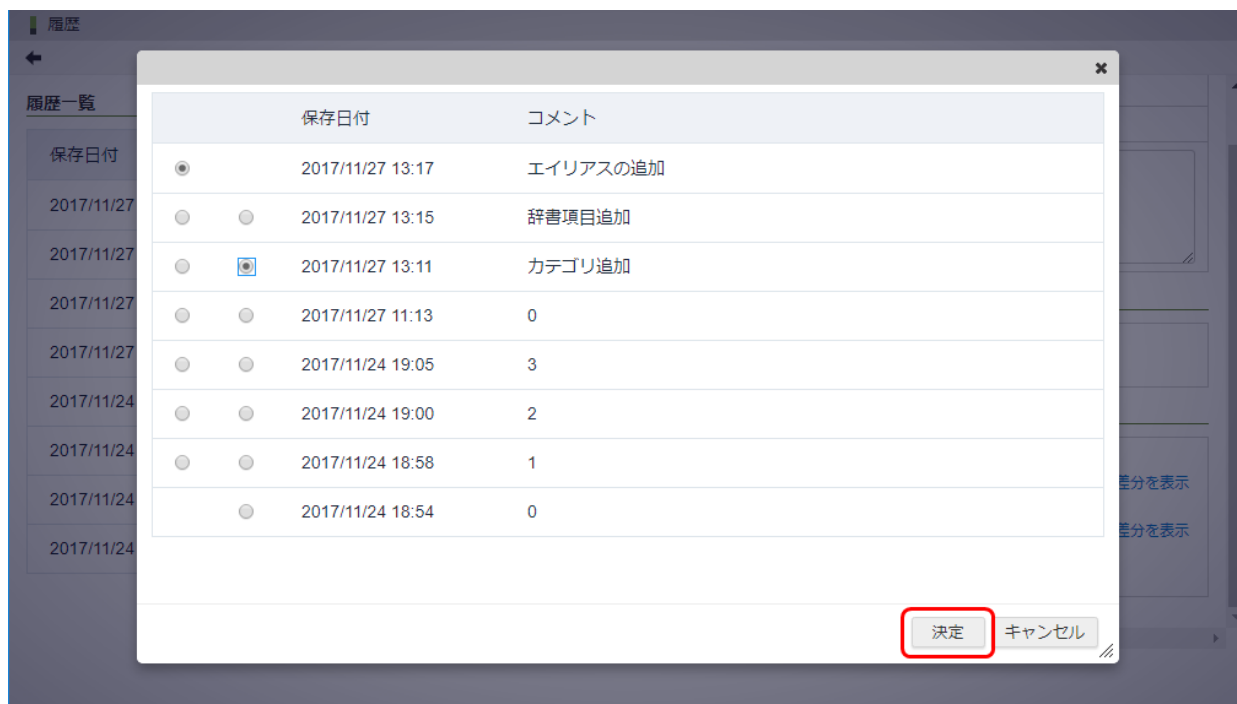 履歴
履歴一覧
保存日付
2017/11/27
2017/11/27
2017/11/27
2017/11/27
2017/11/24
2017/11/24
2017/11/24
2017/11/24
保存日付 コメント
2017/11/27 13:17 エイリアスの追加
2017/11/27 13:15 辞書項目追加
2017/11/27 13:11 カテゴリ追加
2017/11/27 11:13 0
2017/11/24 19:05 3
2017/11/24 19:00 2
2017/11/24 18:58 1
2017/11/24 18:54 0
差分を表示
差分を表示
決定 キャンセル